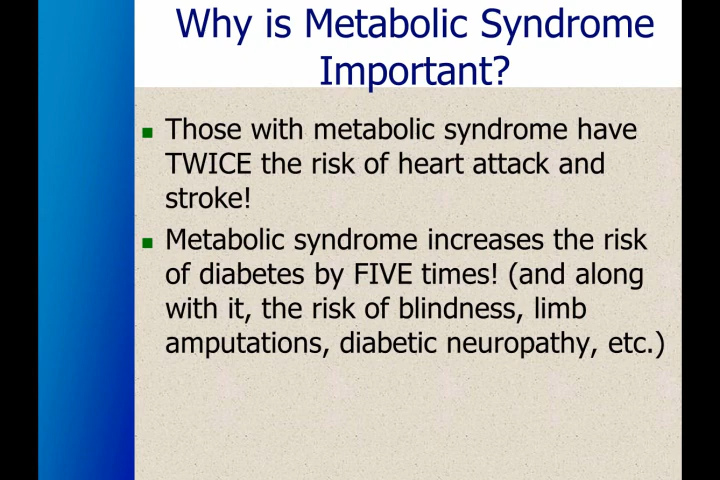 Why is Metabolic Syndrome
Important?
Those with metabolic syndrome have
TWICE the risk of heart attack and
stroke!
Metabolic syndrome increases the risk
of diabetes by FIVE times! (and along
with it, the risk of blindness, limb
amputations, diabetic neuropathy, etc.)